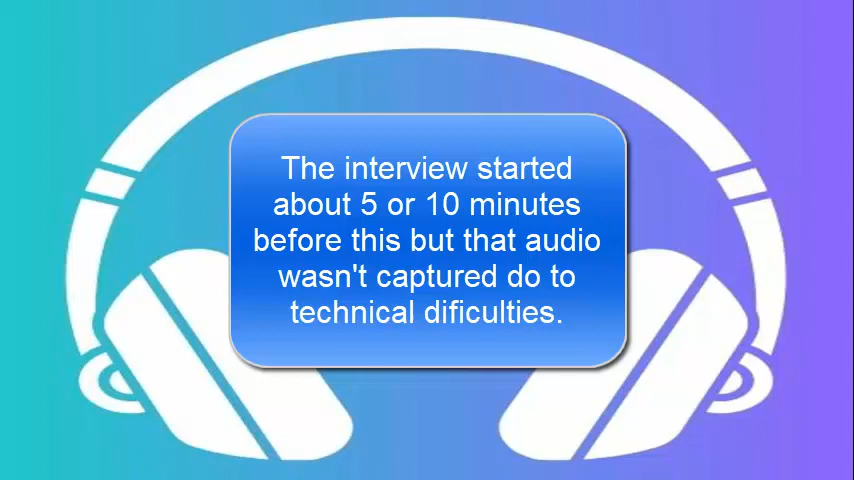 The interview started
about 5 or 10 minutes
before this but that audio
wasn't captured do to
technical dificulties.